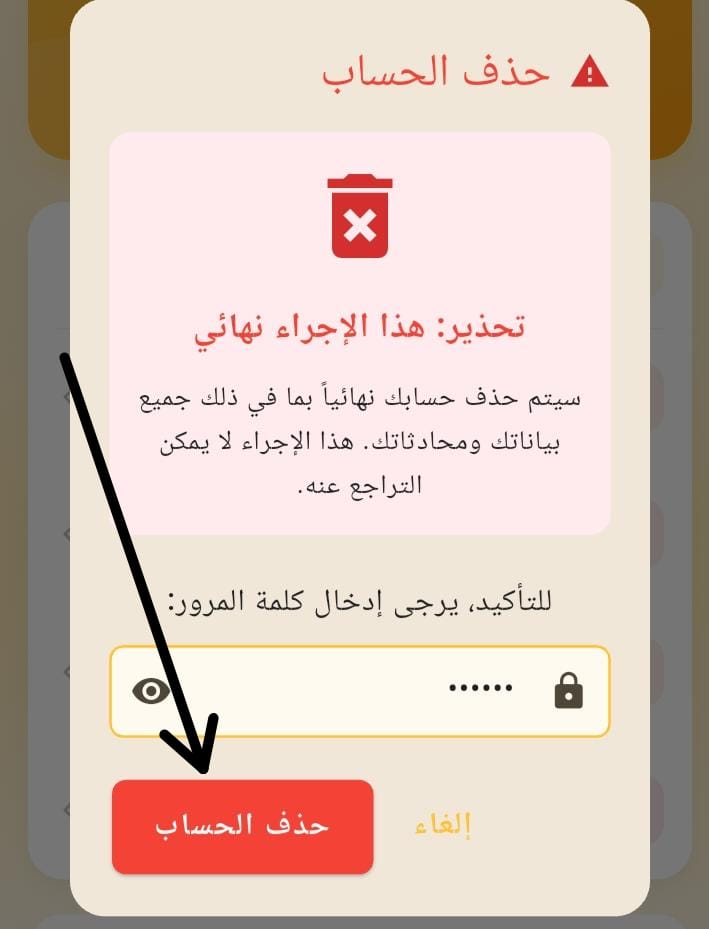 حذف الحساب
تحذير: هذا الإجراء نهائي
سيتم حذف حسابك نهائياً بما في ذلك جميع
بياناتك ومحادثاتك. هذا الإجراء لا يمكن
التراجع عنه.
للتأكيد، يرجى إدخال كلمة المرور:
••••••
إلغاء
حذف الحساب